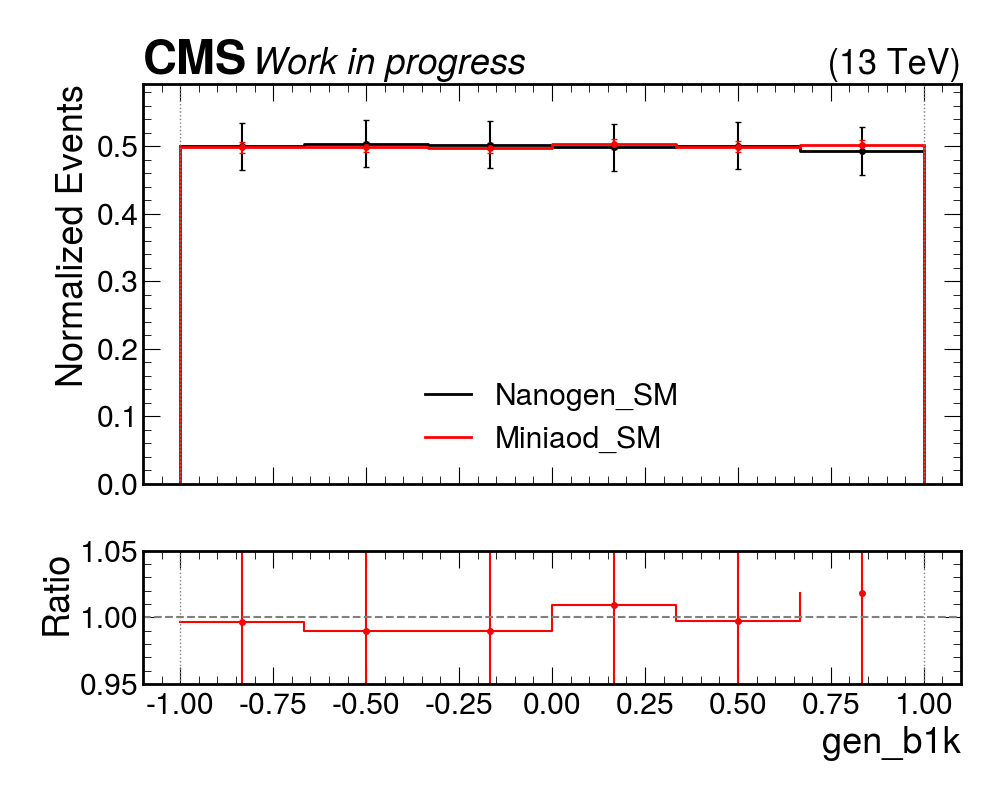 CMS Work in progress (13 TeV)
Normalized Events
0.5
0.4
0.3
0.2
0.1
0.0
Nanogen_SM
Miniaod_SM
Ratio
1.05
1.00
0.95
-1.00 -0.75 -0.50 -0.25 0.00 0.25 0.50 0.75 1.00
gen_b1k